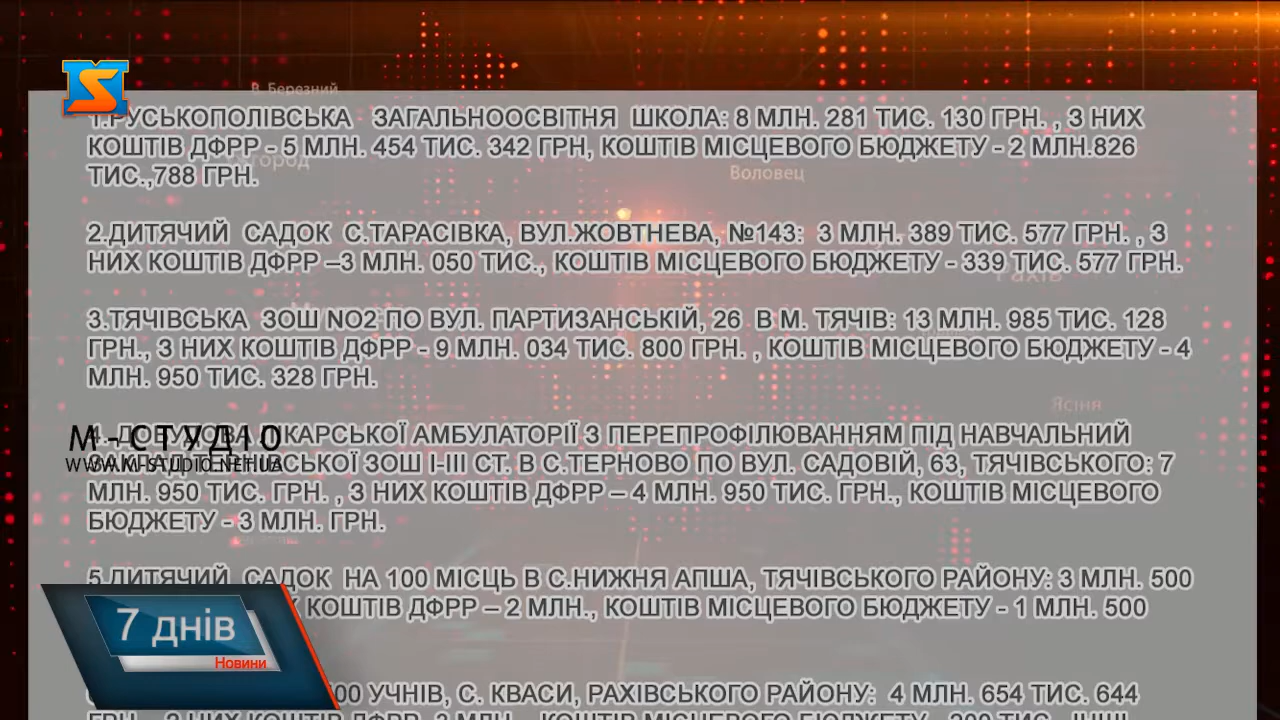 В. Березний
1.РУСЬКОПОЛІВСЬКА ЗАГАЛЬНООСВІТНЯ ШКОЛА: 8 МЛН. 281 ТИС. 130 ГРН. , З НИХ
КОШТІВ ДФРР - 5 МЛН. 454 ТИС. 342 ГРН, КОШТІВ МІСЦЕВОГО БЮДЖЕТУ - 2 МЛН.826
ТИС.,788 ГРН.
Воловец
2.ДИТЯЧИЙ САДОК С.ТАРАСІВКА, ВУЛ.ЖОВТНЕВА, №143: 3 МЛН. 389 ТИС. 577 ГРН. , З
НИХ КОШТІВ ДФРР –3 МЛН. 050 ТИС., КОШТІВ МІСЦЕВОГО БЮДЖЕТУ - 339 ТИС. 577 ГРН.
Рахів
3.ТЯЧІВСЬКА ЗОШ NO2 ПО ВУЛ. ПАРТИЗАНСЬКІЙ, 26 В М. ТЯЧІВ: 13 МЛН. 985 ТИС. 128
ГРН., З НИХ КОШТІВ ДФРР - 9 МЛН. 034 ТИС. 800 ГРН. , КОШТІВ МІСЦЕВОГО БЮДЖЕТУ - 4
МЛН. 950 ТИС. 328 ГРН.
Ясіня
М-СТУДІО
WWW.M-STUDIO.NET.UA
АМБУЛАТОРІЇ З ПЕРЕПРОФІЛЮВАННЯМ ПІД НАВЧАЛЬНИЙ
ЗОШ І-ІІІ СТ. В С.ТЕРНОВО ПО ВУЛ. САДОВІЙ, 63, ТЯЧІВСЬКОГО: 7
МЛН. 950 ТИС. ГРН. , З НИХ КОШТІВ ДФРР – 4 МЛН. 950 ТИС. ГРН., КОШТІВ МІСЦЕВОГО
БЮДЖЕТУ - 3 МЛН. ГРН.
5.ДИТЯЧИЙ САДОК НА 100 МІСЦЬ В С.НИЖНЯ АПША, ТЯЧІВСЬКОГО РАЙОНУ: 3 МЛН. 500
КОШТІВ ДФРР – 2 МЛН., КОШТІВ МІСЦЕВОГО БЮДЖЕТУ - 1 МЛН. 500
7 днів
Новини
УЧНІВ, С. КВАСИ, РАХІВСЬКОГО РАЙОНУ: 4 МЛН. 654 ТИС. 644